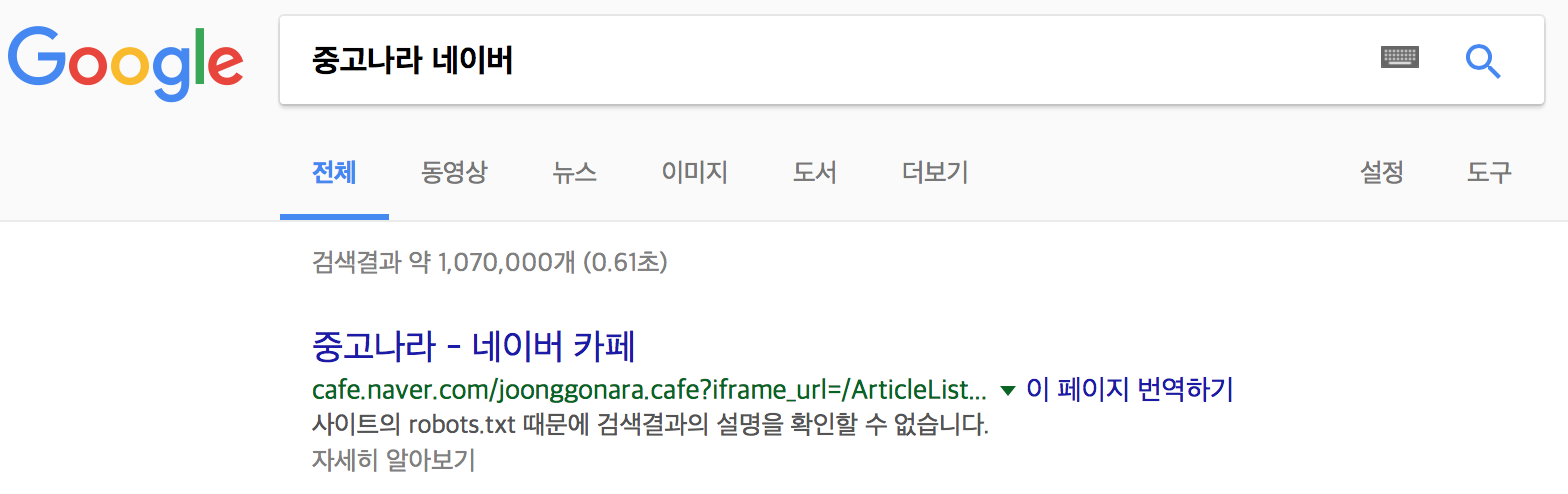 Google 중고나라 네이버
전체 동영상 뉴스 이미지 도서 더보기 설정 도구
검색결과 약 1,070,000개 (0.61초)
중고나라 - 네이버 카페
cafe.naver.com/joonggonara.cafe?iframe_url=/ArticleList... ▼ 이 페이지 번역하기
사이트의 robots.txt 때문에 검색결과의 설명을 확인할 수 없습니다.
자세히 알아보기